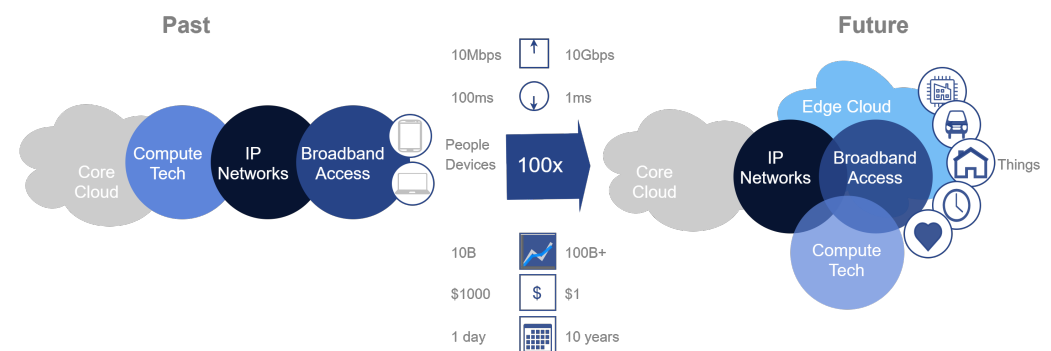 Past
Future
10Mbps
10Gbps
100ms
1ms
Core
Cloud
Compute
Tech
IP
Networks
Broadband
Access
People
Devices
100x
Core
Cloud
Edge Cloud
IP
Networks
Broadband
Access
Compute
Tech
Things
10B
100B+
$1000
$
$1
1 day
10 years